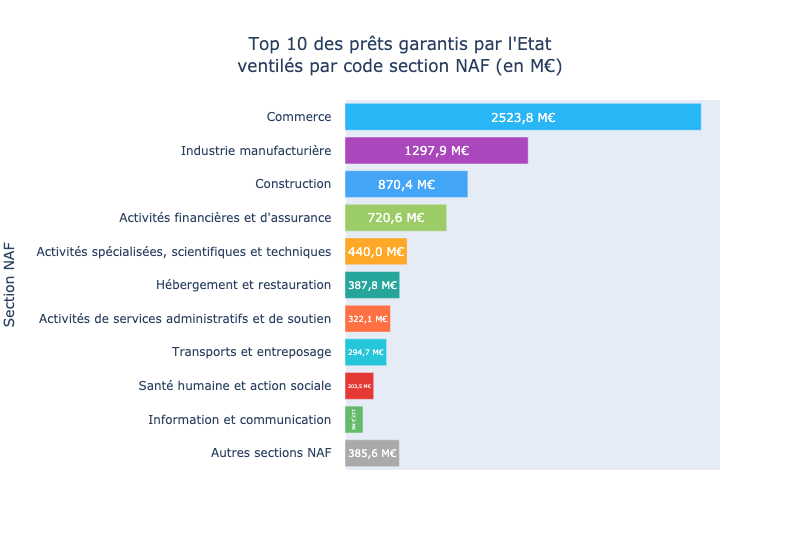 Top 10 des prêts garantis par l'Etat
ventilés par code section NAF (en M€)
Section NAF
Commerce 2523,8 M€
Industrie manufacturière 1297,9 M€
Construction 870,4 M€
Activités financières et d'assurance 720,6 M€
Activités spécialisées, scientifiques et techniques 440,0 M€
Hébergement et restauration 387,8 M€
Activités de services administratifs et de soutien 322,1 M€
Transports et entreposage 294,7 M€
Santé humaine et action sociale 203,5 M€
Information et communication
Autres sections NAF 385,6 M€